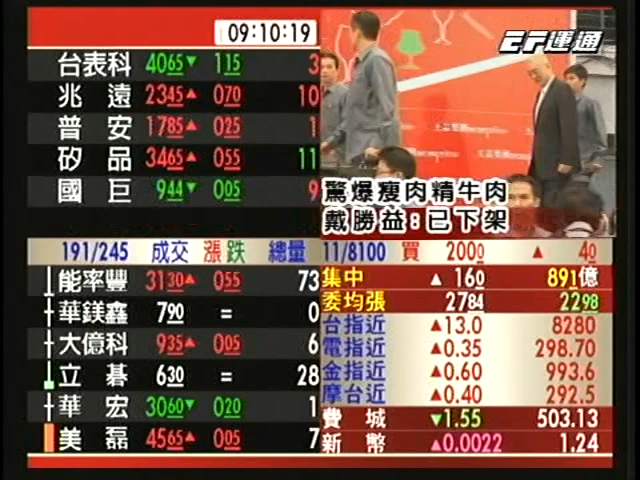 09:10:19
台表科 4065▼ 115 3
兆遠 2345▲ 070 10
普安 1785▲ 025 1
矽品 3465▲ 055 11
國巨 944▼ 005 9
運通
驚爆瘦肉精牛肉
戴勝益:已下架
191/245 成交 漲跌 總量
能率豐 3130▲ 055 73
華鎂鑫 790 = 0
大億科 935▲ 005 6
立碁 630 = 28
華宏 3060▼ 020 1
美磊 4565▲ 005 7
11/8100 買 2000 ▲ 40
集中 ▲ 160 891億
委均張 2784 2298
台指近 ▲13.0 8280
電指近 ▲0.35 298.70
金指近 ▲0.60 993.6
摩台近 ▲0.40 292.5
費城 ▼1.55 503.13
新幣 ▲0.0022 1.24